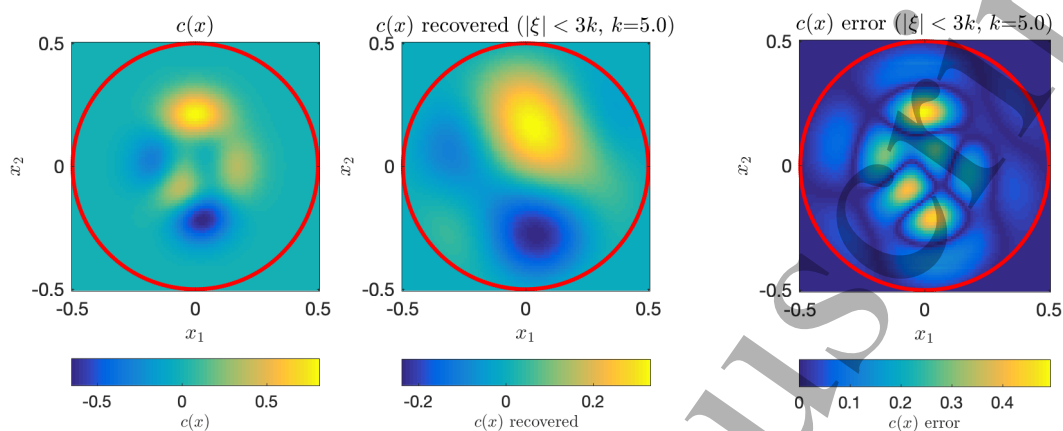 c(x)
c(x) recovered (|ξ| < 3k, k=5.0)
c(x) error (|ξ| < 3k, k=5.0)
0.5
0
-0.5
x₂
-0.5 0 0.5
x₁
0.5
0
-0.5
x₂
-0.5 0 0.5
x₁
0.5
0
-0.5
x₂
-0.5 0 0.5
x₁
-0.5 0 0.5
c(x)
-0.2 0 0.2
c(x) recovered
0 0.1 0.2 0.3 0.4
c(x) error